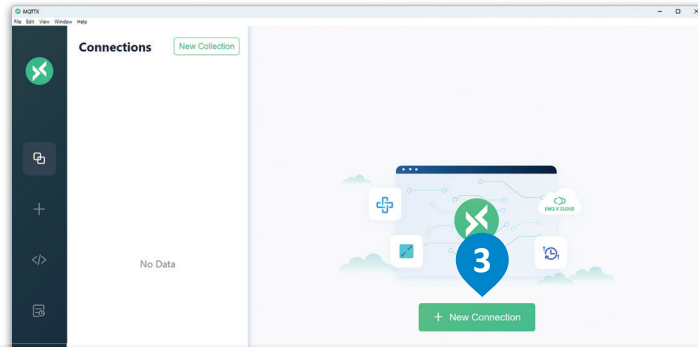 MQTTX
File Edit View Window Help
Connections
New Collection
No Data
EMQ X CLOUD
3
+ New Connection